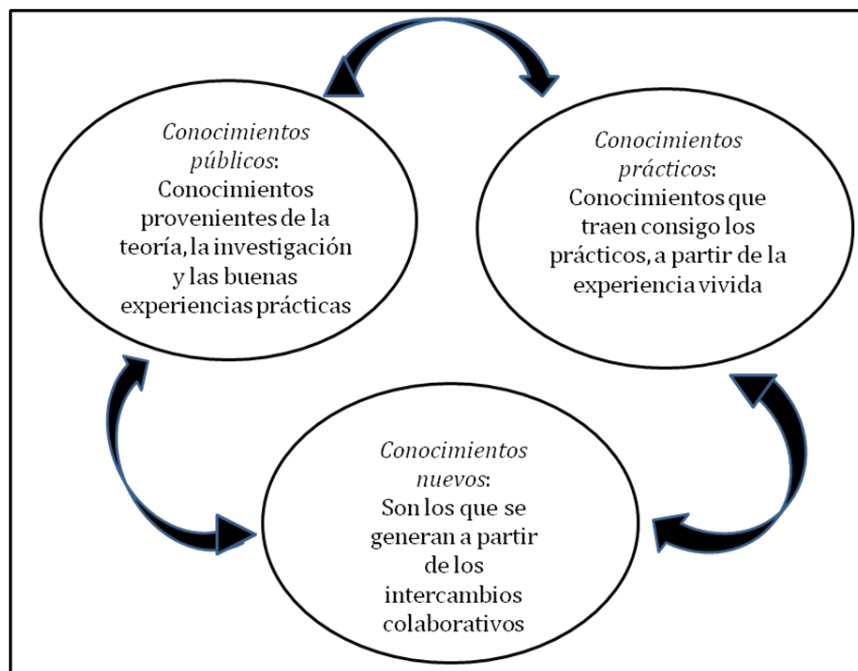 Conocimientos
públicos:
Conocimientos
provenientes de la
teoría, la investigación
y las buenas
experiencias prácticas
Conocimientos
prácticos:
Conocimientos que
traen consigo los
prácticos, a partir de la
experiencia vivida
Conocimientos
nuevos:
Son los que se
generan a partir
de los
intercambios
colaborativos